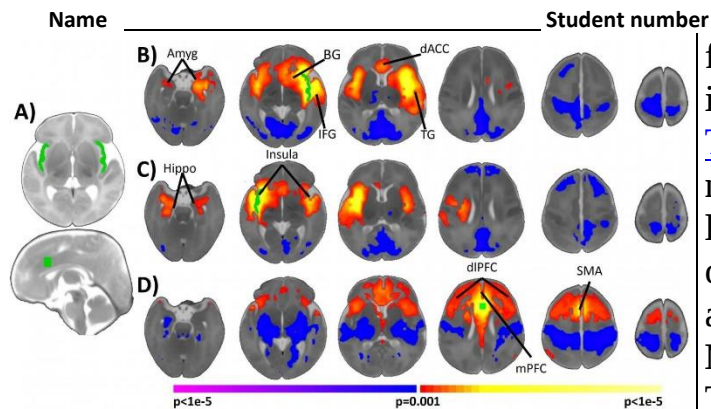 Name Student number
B) Amyg BG dACC
IFG TG
A)
C) Hippo Insula
D) dlPFC SMA
mPFC
p<1e-5 p=0.001 p<1e-5
f
i
T
r
o
a
T